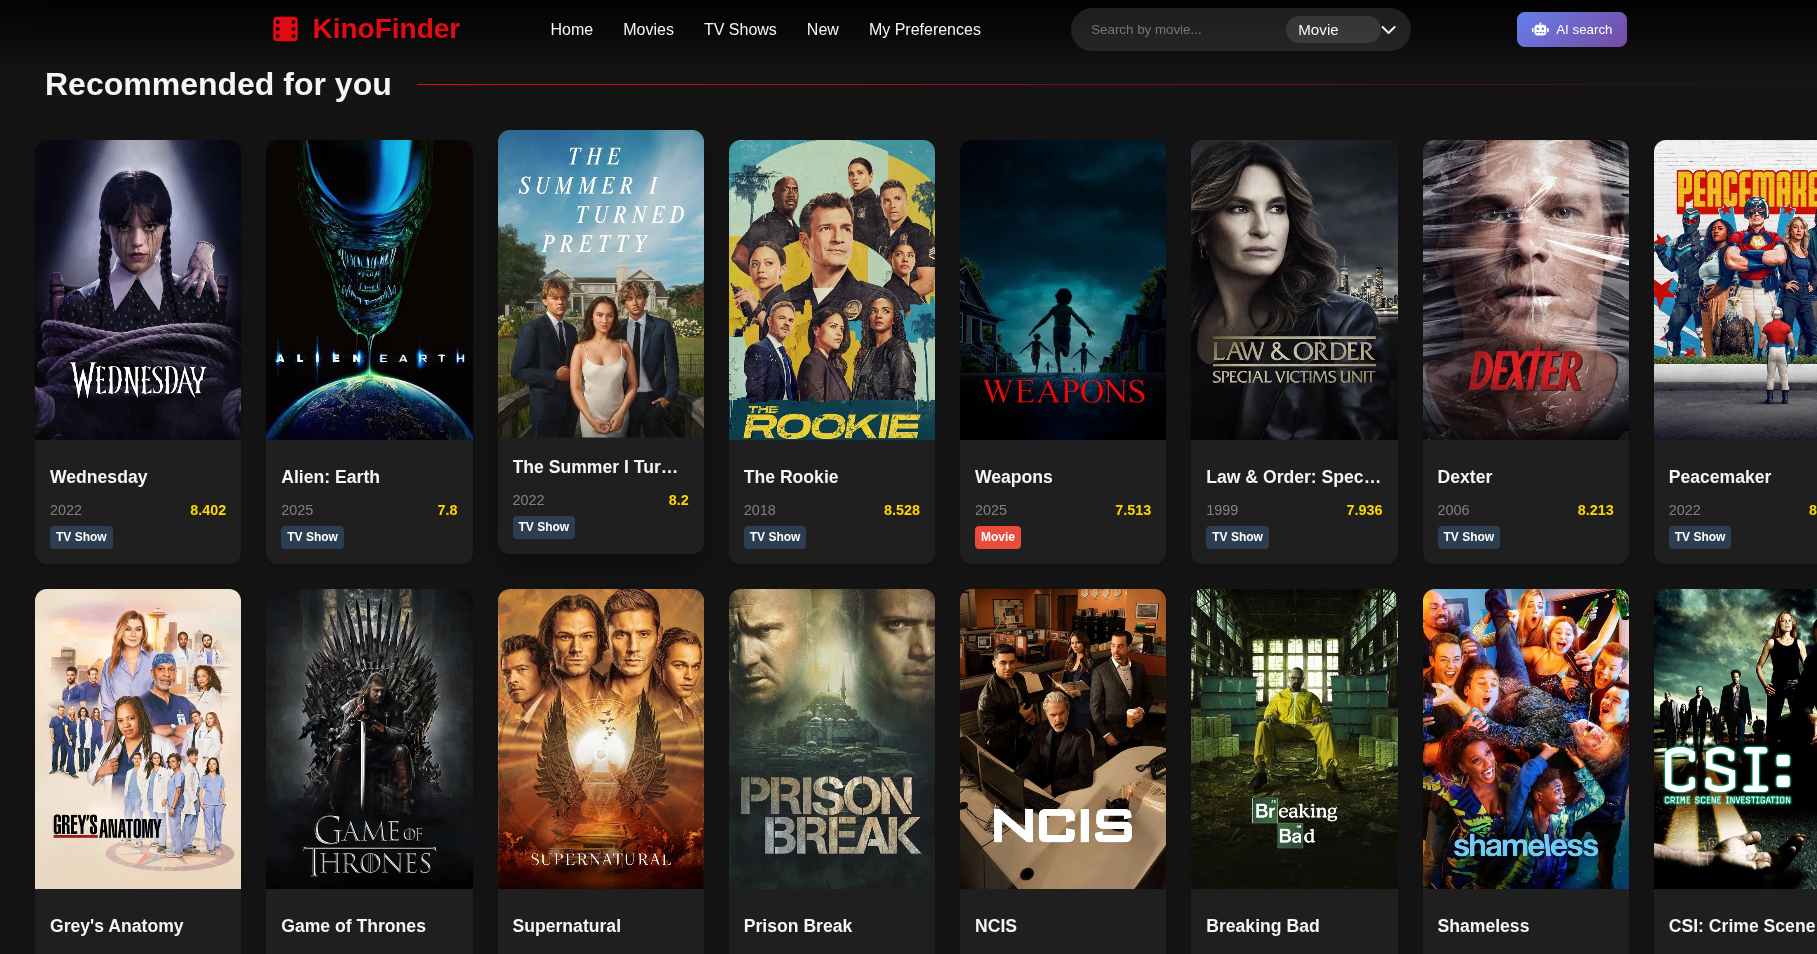 KinoFinder
Home
Movies
TV Shows
New
My Preferences
Search by movie...
Movie
AI search
Recommended for you
WEDNESDAY
Wednesday
2022
8.402
TV Show
ALIEN EARTH
Alien: Earth
2025
7.8
TV Show
THE
SUMMER I
TURNED
PRETTY
The Summer I Tur...
2022
8.2
TV Show
THE
ROOKIE
The Rookie
2018
8.528
TV Show
WEAPONS
Weapons
2025
7.513
Movie
LAW & ORDER
SPECIAL VICTIMS UNIT
Law & Order: Spec...
1999
7.936
TV Show
DEXTER
Dexter
2006
8.213
TV Show
PEACEMAKE
Peacemaker
2022
8
TV Show
GREY'S ANATOMY
Grey's Anatomy
GAME OF
THRONES
Game of Thrones
SUPERNATURAL
Supernatural
PRISON
BREAK
Prison Break
NCIS
NCIS
Breaking
Bad
Breaking Bad
shameless
Shameless
CSI:
CRIME SCENE INVESTIGATION
CSI: Crime Scene